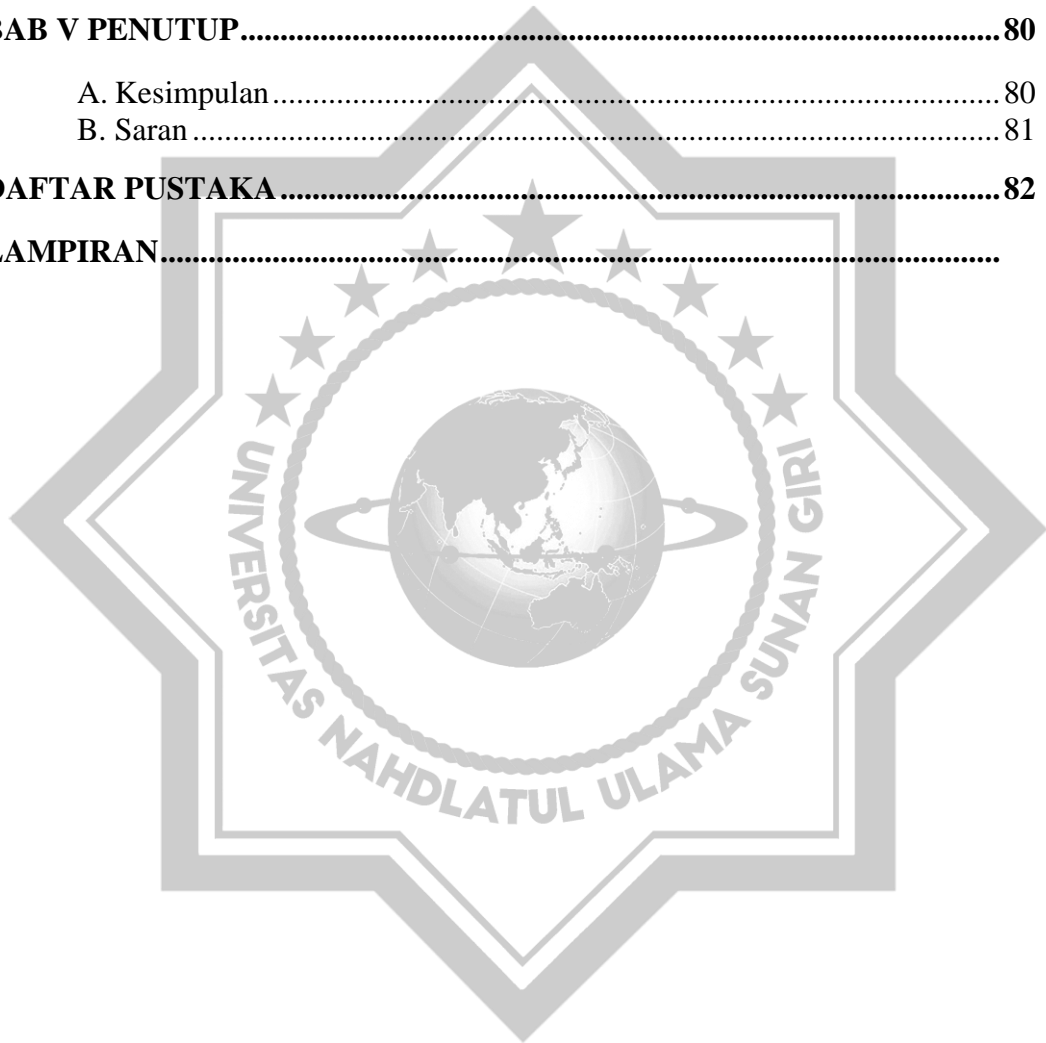 BAB V PENUTUP...............................................................................................80
A. Kesimpulan...........................................................................................80
B. Saran.....................................................................................................81
DAFTAR PUSTAKA..........................................................................................82
LAMPIRAN.........................................................................................................
UNIVERSITAS NAHDLATUL ULAMA SUNAN GIRI